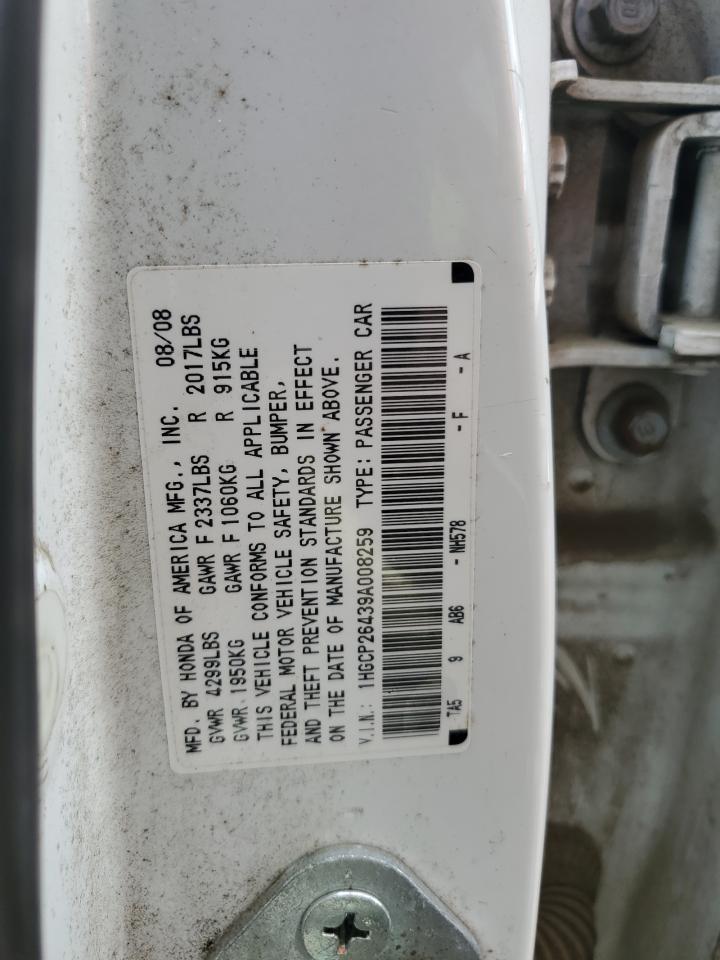 MFD. BY HONDA OF AMERICA MFG., INC. 08/08
GVWR 4299LBS GAWR F 2337LBS R 2017LBS
GVWR 1950KG GAWR F 1060KG R 915KG
THIS VEHICLE CONFORMS TO ALL APPLICABLE
FEDERAL MOTOR VEHICLE SAFETY, BUMPER,
AND THEFT PREVENTION STANDARDS IN EFFECT
ON THE DATE OF MANUFACTURE SHOWN ABOVE.
V.I.N.: 1HGCP26439A008259 TYPE: PASSENGER CAR
TA5 9 AB6 -NH578 -F -A